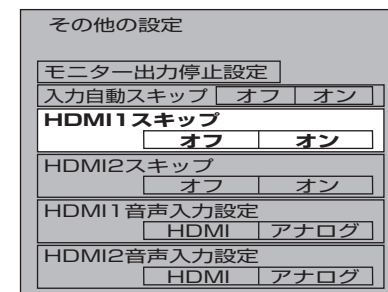 その他の設定
モニター出力停止設定
入力自動スキップ オフ オン
HDMI1スキップ
オフ オン
HDMI2スキップ
オフ オン
HDMI1音声入力設定
HDMI アナログ
HDMI2音声入力設定
HDMI アナログ